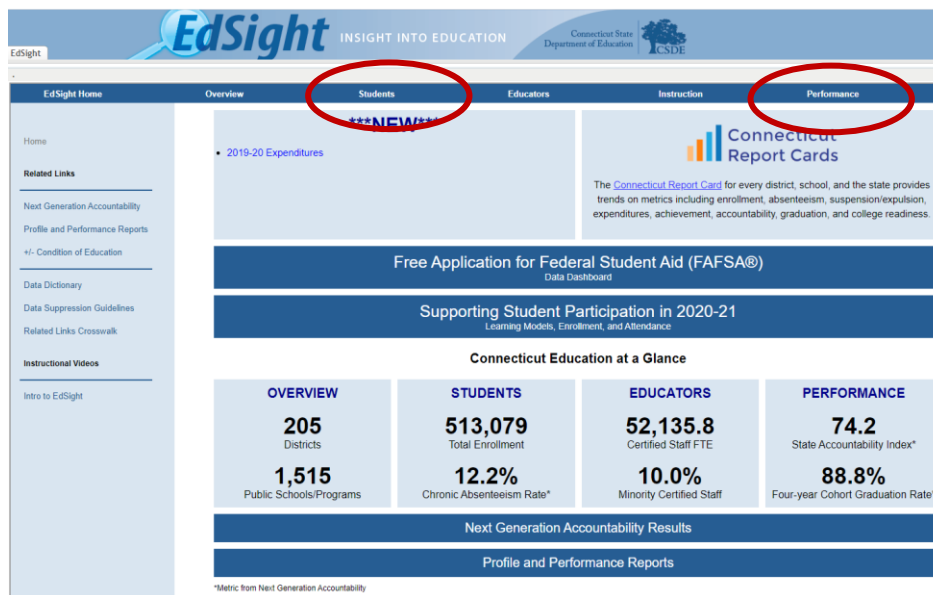 EdSight INSIGHT INTO EDUCATION
Connecticut State
Department of Education
CSDE
EdSight
EdSight Home Overview Students Educators Instruction Performance
Home
Related Links
Next Generation Accountability
Profile and Performance Reports
+/- Condition of Education
Data Dictionary
Data Suppression Guidelines
Related Links Crosswalk
Instructional Videos
Intro to EdSight
***NEW***
• 2019-20 Expenditures
Connecticut
Report Cards
The Connecticut Report Card for every district, school, and the state provides
trends on metrics including enrollment, absenteeism, suspension/expulsion,
expenditures, achievement, accountability, graduation, and college readiness.
Free Application for Federal Student Aid (FAFSA®)
Data Dashboard
Supporting Student Participation in 2020-21
Learning Models, Enrollment, and Attendance
Connecticut Education at a Glance
OVERVIEW
205
Districts
1,515
Public Schools/Programs
STUDENTS
513,079
Total Enrollment
12.2%
Chronic Absenteeism Rate*
EDUCATORS
52,135.8
Certified Staff FTE
10.0%
Minority Certified Staff
PERFORMANCE
74.2
State Accountability Index*
88.8%
Four-year Cohort Graduation Rate*
Next Generation Accountability Results
Profile and Performance Reports
*Metric from Next Generation Accountability